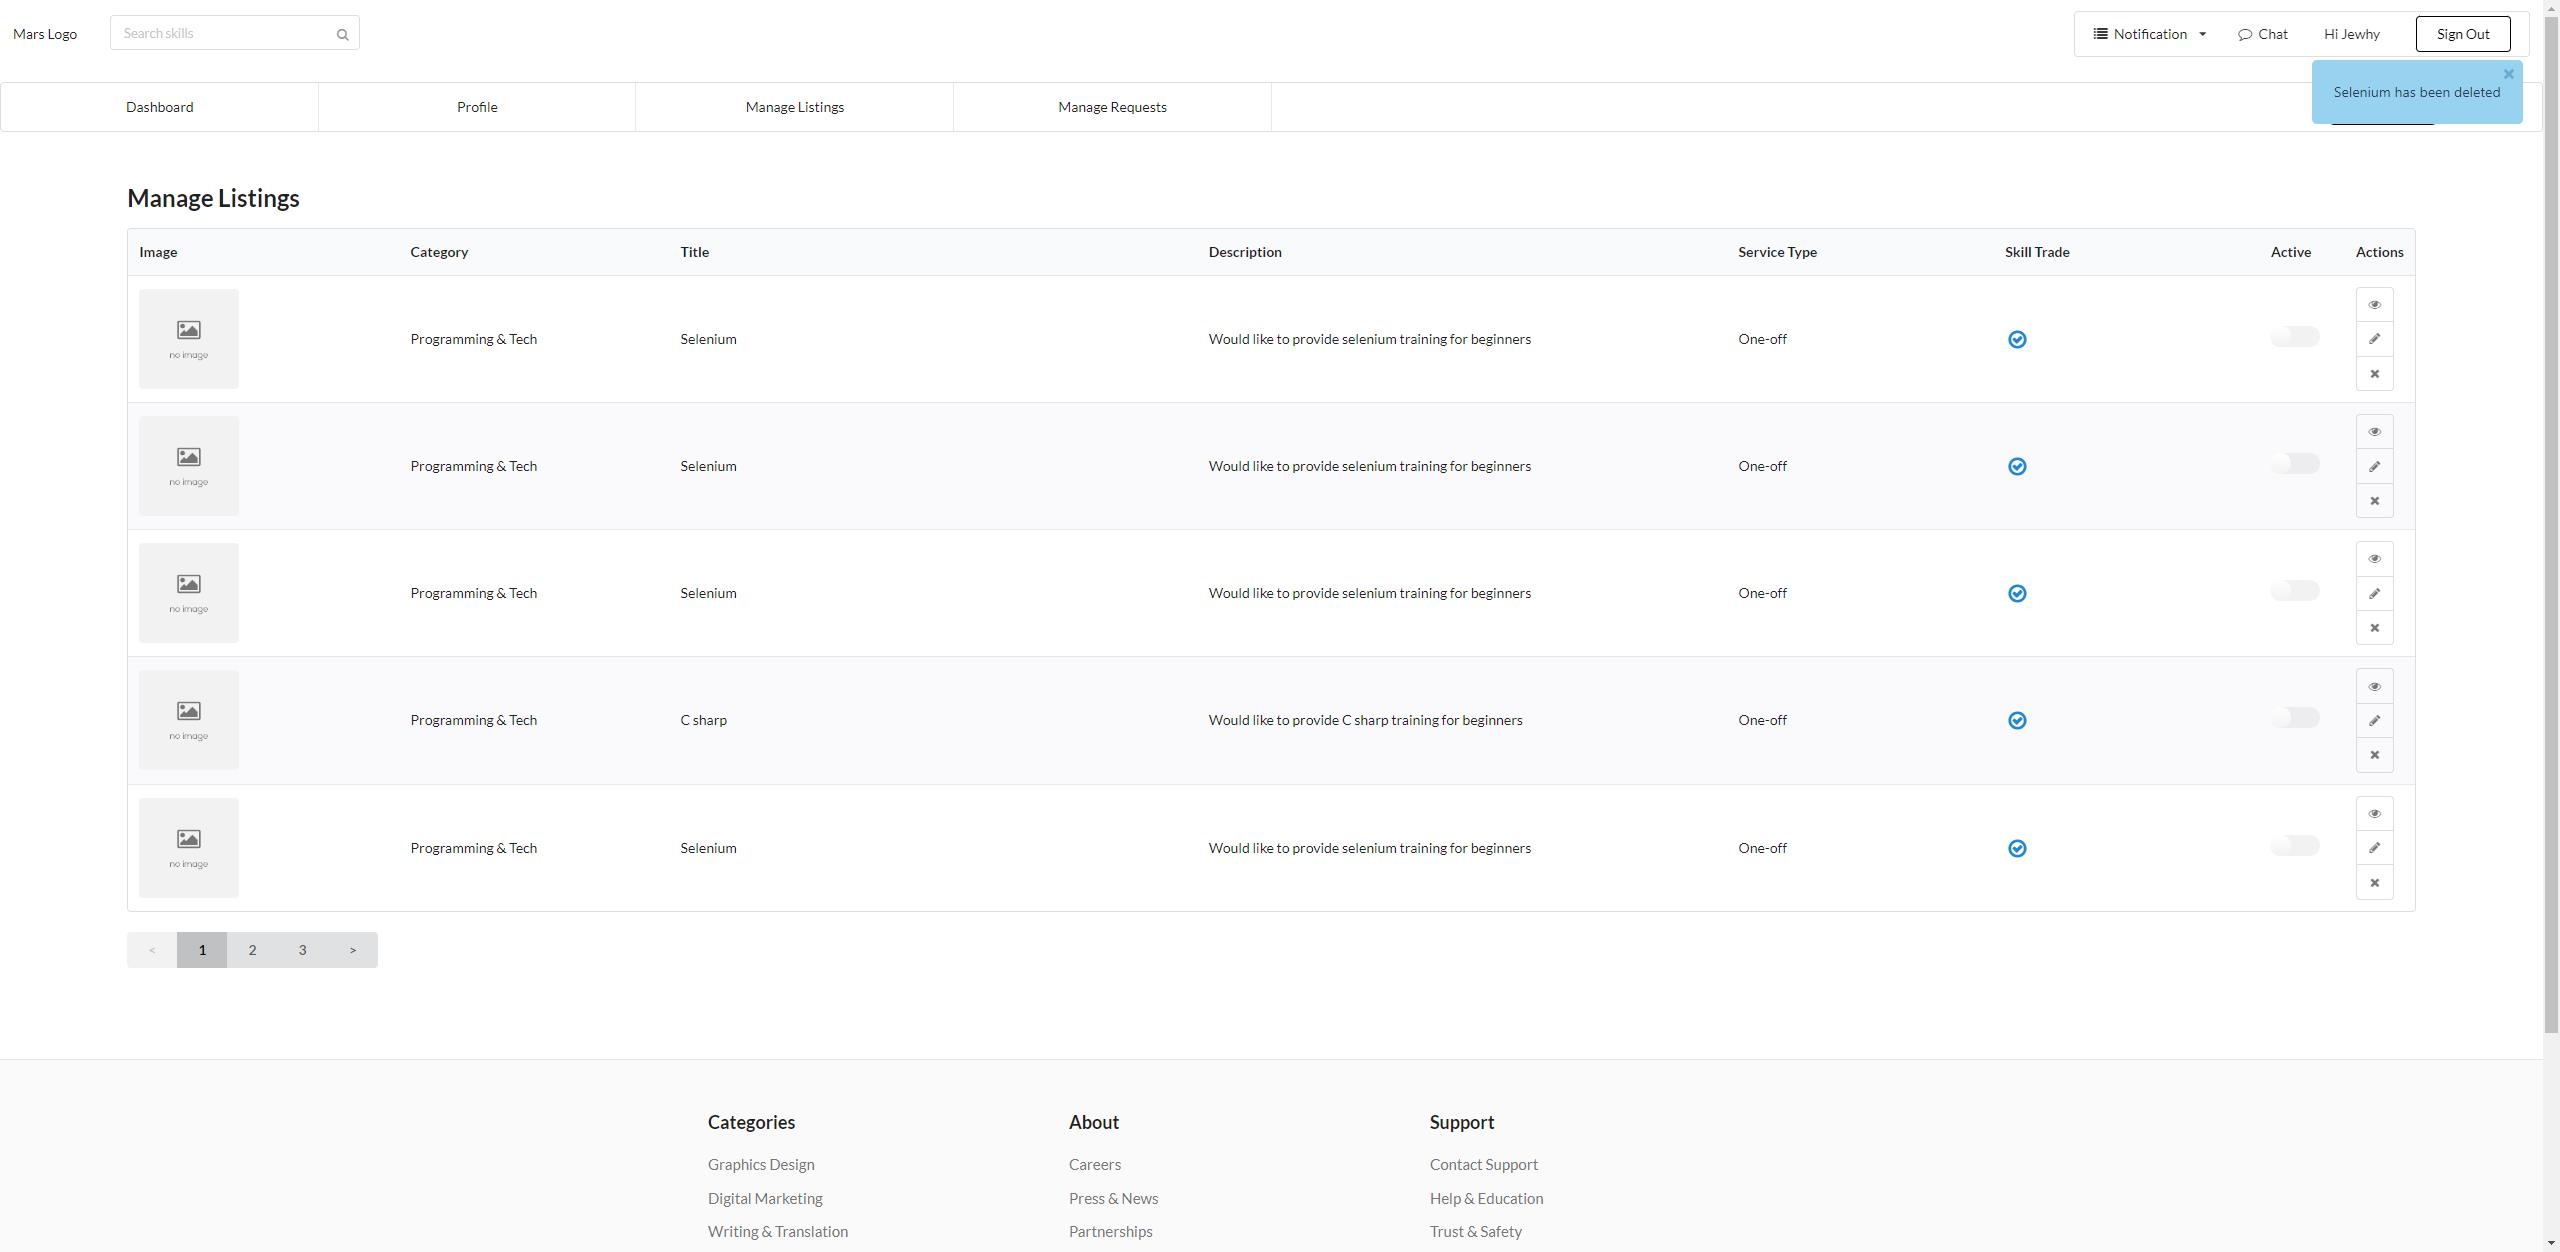 Mars Logo
Search skills
Notification
Chat
Hi Jewhy
Sign Out
Selenium has been deleted
Dashboard
Profile
Manage Listings
Manage Requests
Manage Listings
Image Category Title Description Service Type Skill Trade Active Actions
no image Programming & Tech Selenium Would like to provide selenium training for beginners One-off
no image Programming & Tech Selenium Would like to provide selenium training for beginners One-off
no image Programming & Tech Selenium Would like to provide selenium training for beginners One-off
no image Programming & Tech C sharp Would like to provide C sharp training for beginners One-off
no image Programming & Tech Selenium Would like to provide selenium training for beginners One-off
< 1 2 3 >
Categories
Graphics Design
Digital Marketing
Writing & Translation
About
Careers
Press & News
Partnerships
Support
Contact Support
Help & Education
Trust & Safety